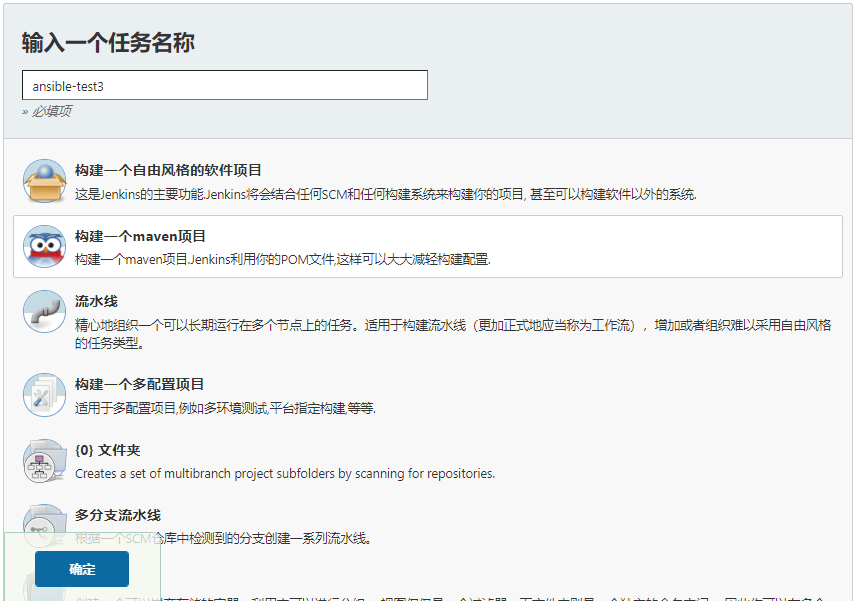 输入一个任务名称
ansible-test3
» 必填项
构建一个自由风格的软件项目
这是Jenkins的主要功能.Jenkins将会结合任何SCM和任何构建系统来构建你的项目, 甚至可以构建软件以外的系统.
构建一个maven项目
构建一个maven项目.Jenkins利用你的POM文件,这样可以大大减轻构建配置.
流水线
精心地组织一个可以长期运行在多个节点上的任务。适用于构建流水线（更加正式地应当称为工作流），增加或者组织难以采用自由风格
的任务类型。
构建一个多配置项目
适用于多配置项目,例如多环境测试,平台指定构建,等等.
{0} 文件夹
Creates a set of multibranch project subfolders by scanning for repositories.
多分支流水线
根据一个SCM仓库中检测到的分支创建一系列流水线。
确定